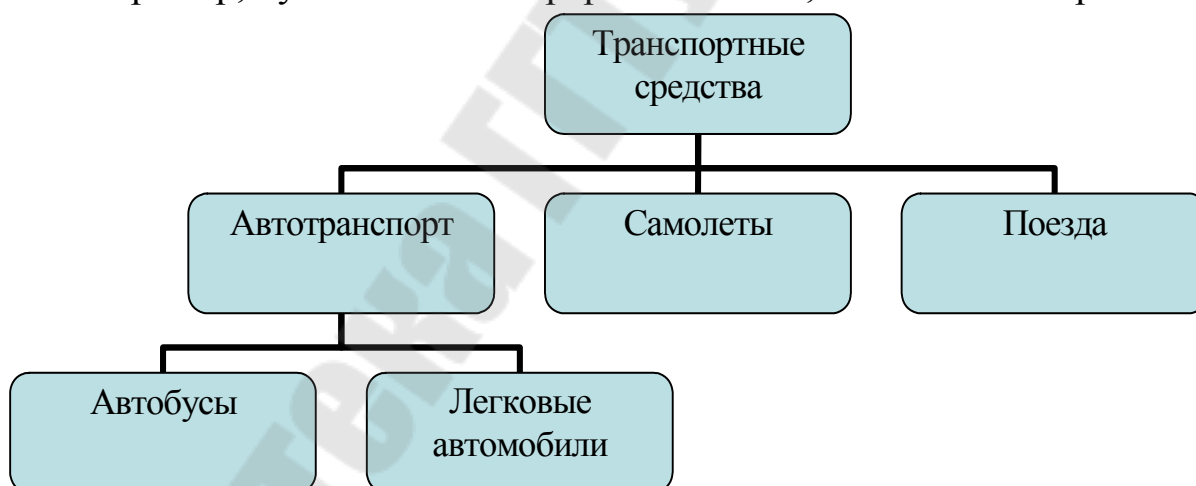 Транспортные
средства
Автотранспорт
Самолеты
Поезда
Автобусы
Легковые
автомобили